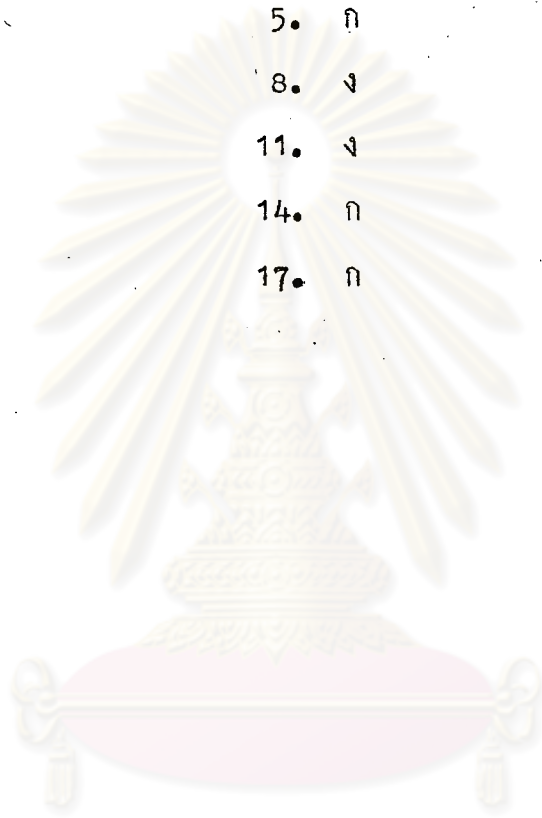 5. ก
8. ง
11. ง
14. ก
17. ก